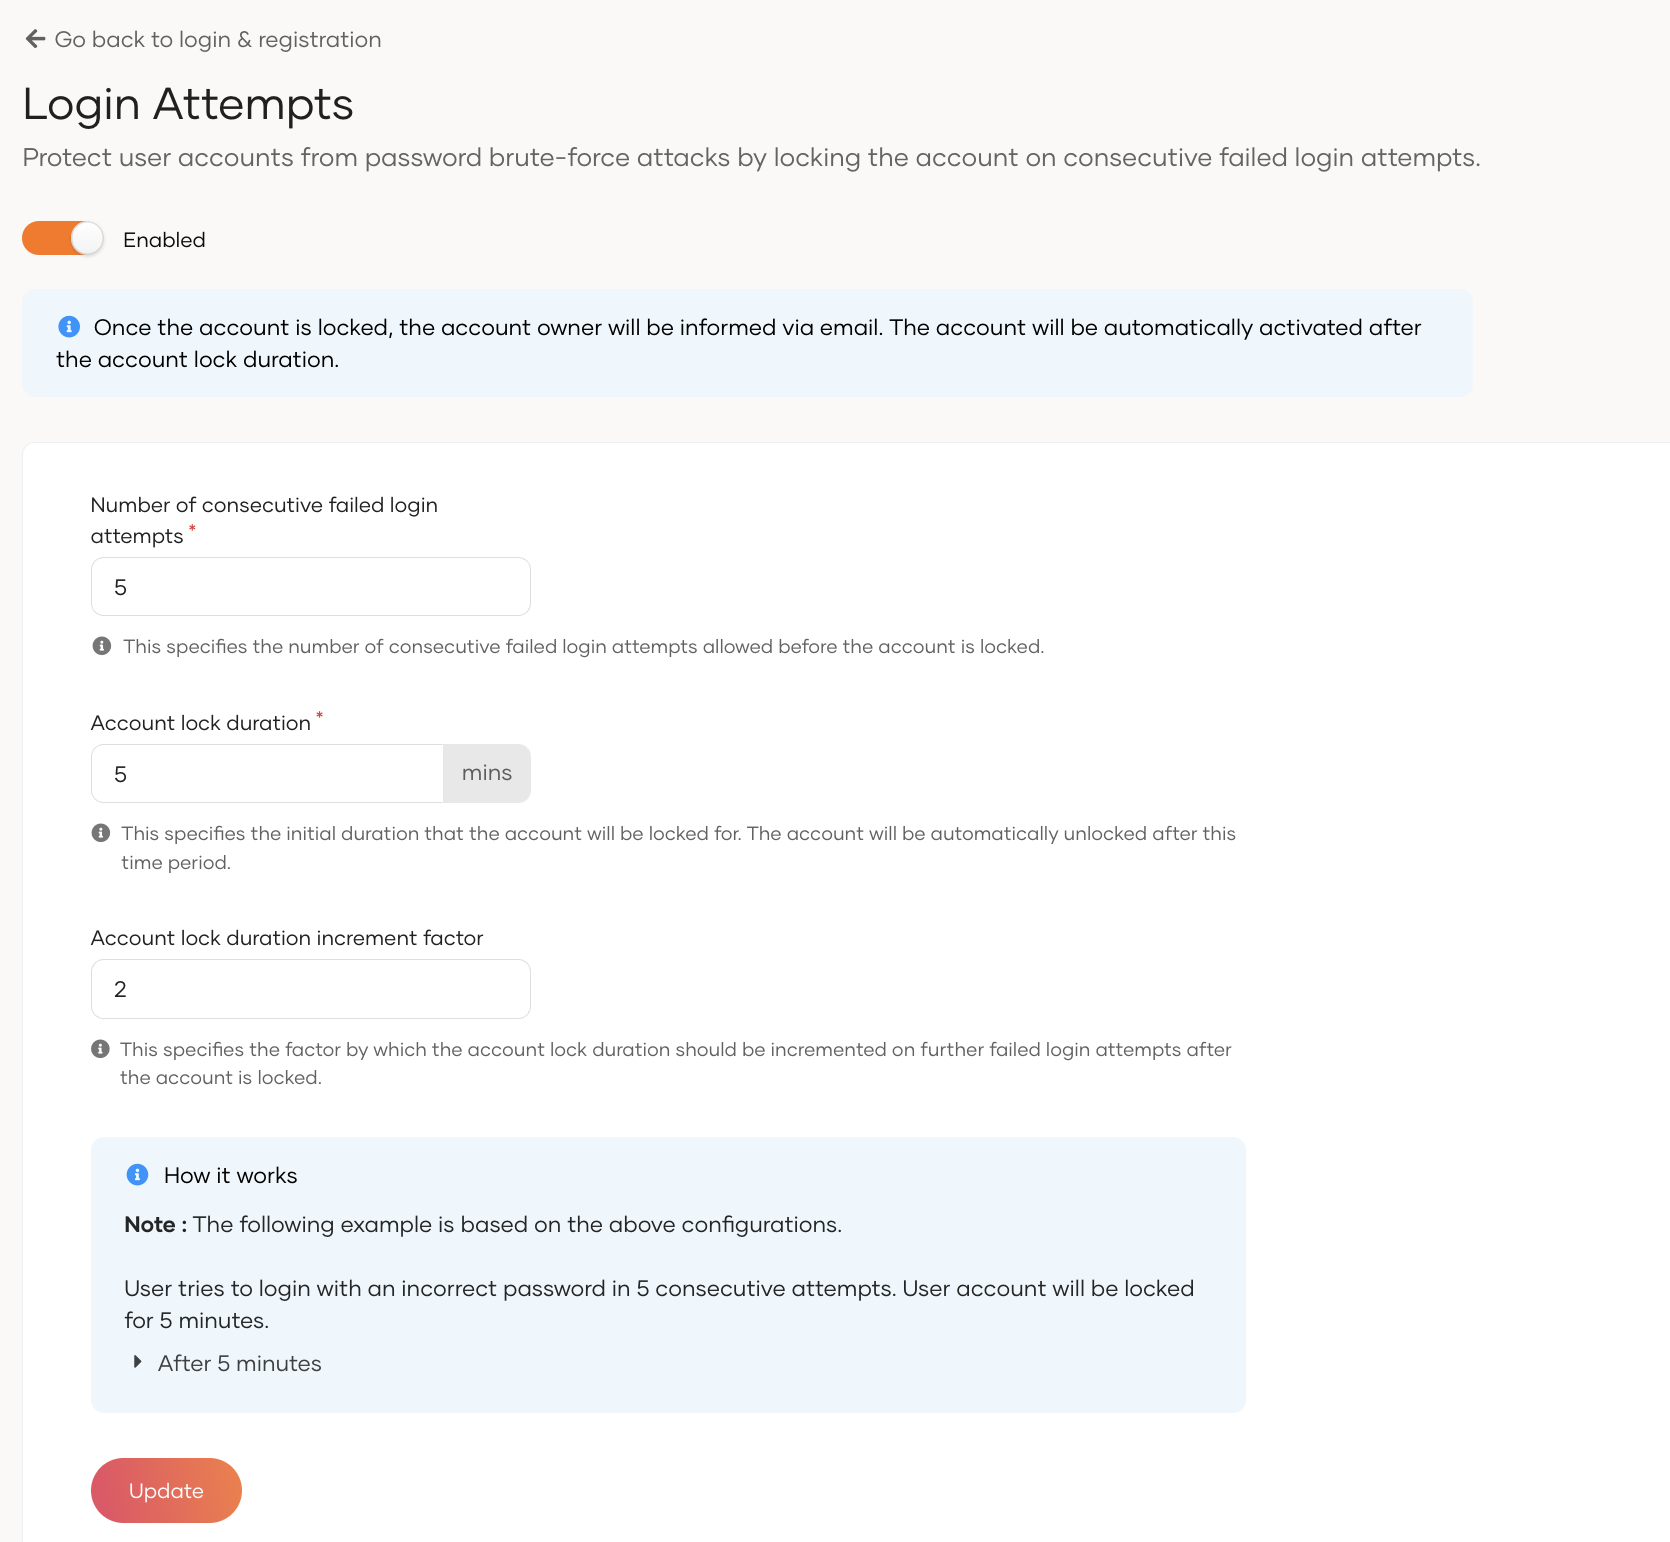 Go back to login & registration
Login Attempts
Protect user accounts from password brute-force attacks by locking the account on consecutive failed login attempts.
Enabled
Once the account is locked, the account owner will be informed via email. The account will be automatically activated after
the account lock duration.
Number of consecutive failed login
attempts *
5
This specifies the number of consecutive failed login attempts allowed before the account is locked.
Account lock duration *
5 mins
This specifies the initial duration that the account will be locked for. The account will be automatically unlocked after this
time period.
Account lock duration increment factor
2
This specifies the factor by which the account lock duration should be incremented on further failed login attempts after
the account is locked.
How it works
Note : The following example is based on the above configurations.
User tries to login with an incorrect password in 5 consecutive attempts. User account will be locked
for 5 minutes.
After 5 minutes
Update